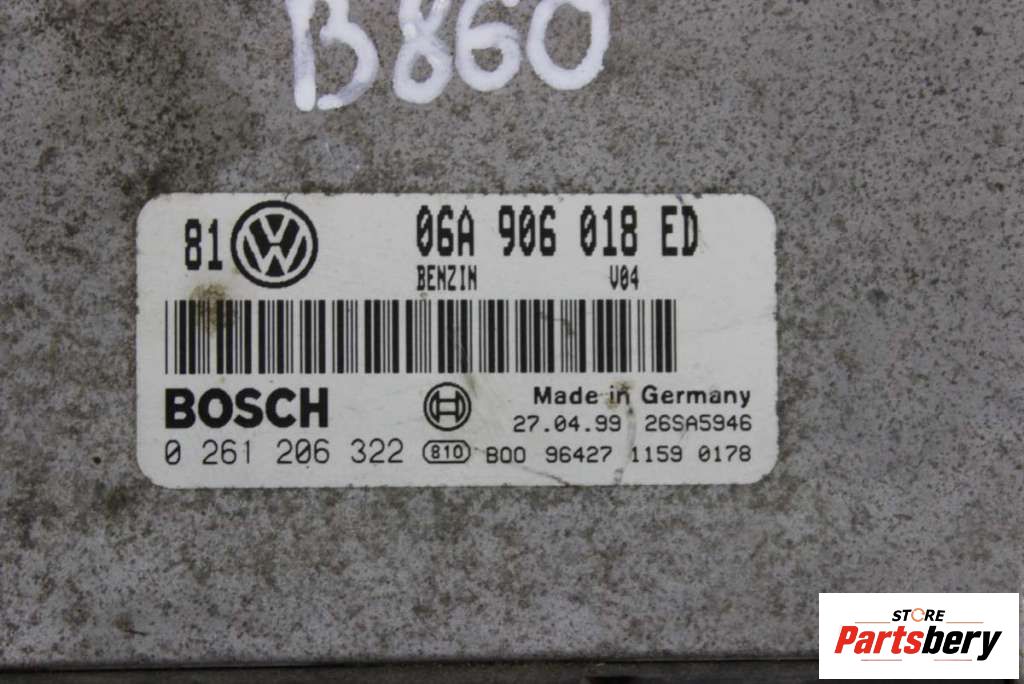 B860
81 VW 06A 906 018 ED
BENZIN V04
BOSCH Made in Germany
27.04.99 26SA5946
0 261 206 322 810 B00 96427 1159 0178
STORE
Partsbery